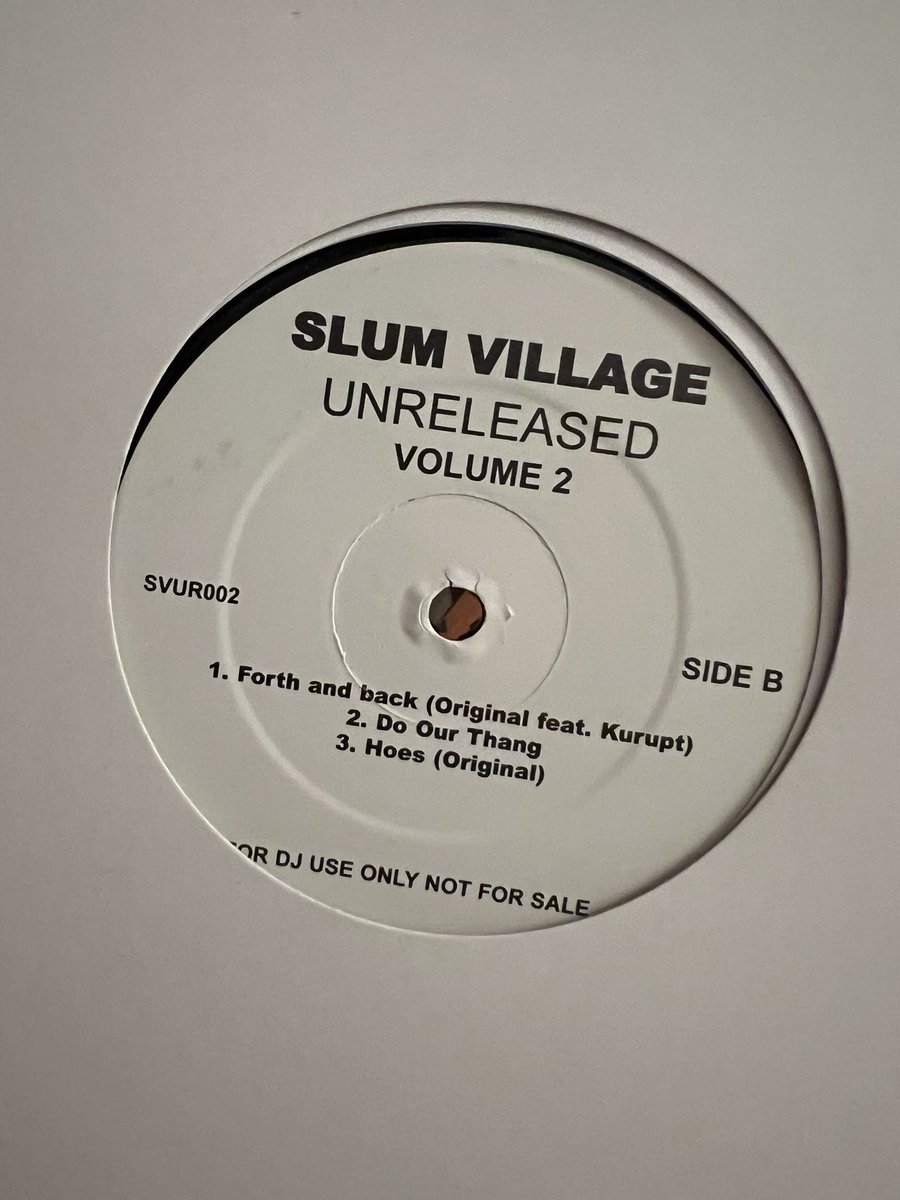 SLUM VILLAGE
UNRELEASED
VOLUME 2
SVUR002
SIDE B
1. Forth and back (Original feat. Kurupt)
2. Do Our Thang
3. Hoes (Original)
FOR DJ USE ONLY NOT FOR SALE